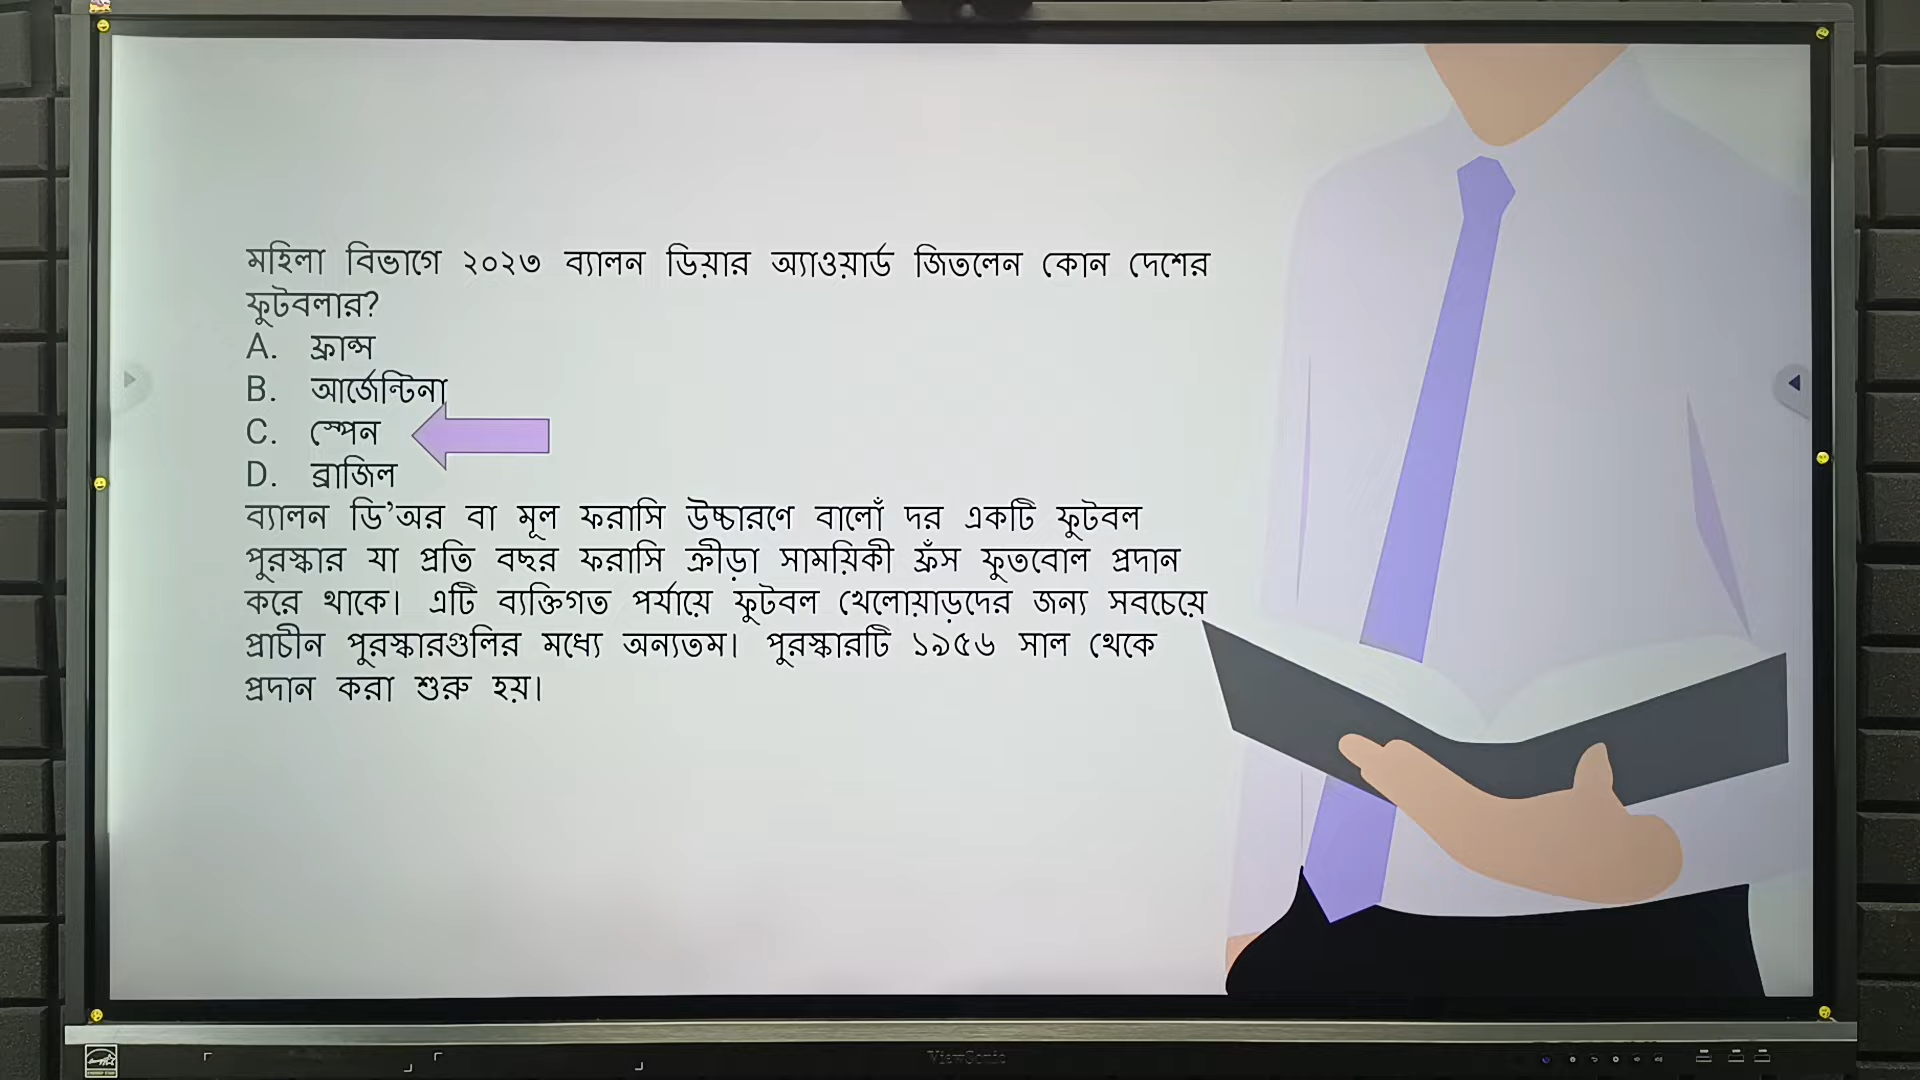 মহিলা বিভাগে ২০২৩ ব্যালন ডিয়ার অ্যাওয়ার্ড জিতলেন কোন দেশের
ফুটবলার?
A. ফ্রান্স
B. আর্জেন্টিনা
C. স্পেন
D. ব্রাজিল
ব্যালন ডি’অর বা মূল ফরাসি উচ্চারণে বালোঁ দর একটি ফুটবল
পুরস্কার যা প্রতি বছর ফরাসি ক্রীড়া সাময়িকী ফ্রঁস ফুতবোল প্রদান
করে থাকে। এটি ব্যক্তিগত পর্যায়ে ফুটবল খেলোয়াড়দের জন্য সবচেয়ে
প্রাচীন পুরস্কারগুলির মধ্যে অন্যতম। পুরস্কারটি ১৯৫৬ সাল থেকে
প্রদান করা শুরু হয়।
ViewSonic